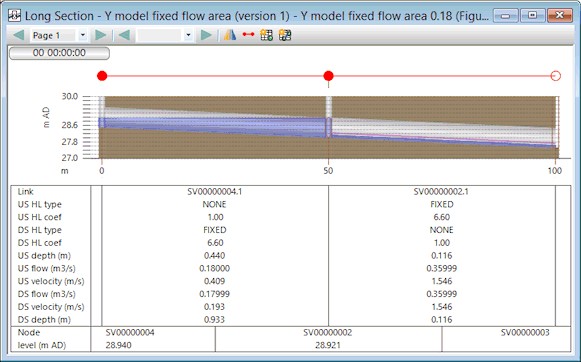 Long Section - Y model fixed flow area (version 1) - Y model fixed flow area 0.18 (Figu...
Page 1
00 00:00:00
30.0
m AD
28.6
27.8
27.0
m 0 50 100
Link SV00000004.1 SV00000002.1
US HL type NONE FIXED
US HL coef 1.00 6.60
DS HL type FIXED NONE
DS HL coef 6.60 1.00
US depth (m) 0.440 0.116
US flow (m3/s) 0.18000 0.35999
US velocity (m/s) 0.409 1.546
DS flow (m3/s) 0.17999 0.35999
DS velocity (m/s) 0.193 1.546
DS depth (m) 0.933 0.116
Node SV00000004 SV00000002 SV00000003
level (m AD) 28.940 28.921